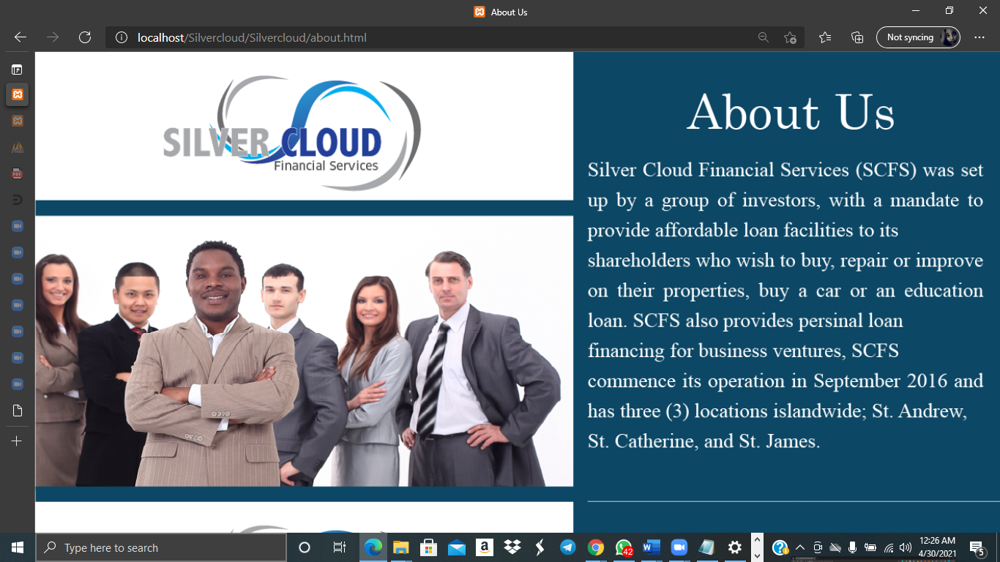 About Us
localhost/Silvercloud/Silvercloud/about.html
Not syncing
SILVER CLOUD
Financial Services
About Us
Silver Cloud Financial Services (SCFS) was set
up by a group of investors, with a mandate to
provide affordable loan facilities to its
shareholders who wish to buy, repair or improve
on their properties, buy a car or an education
loan. SCFS also provides persinal loan
financing for business ventures, SCFS
commence its operation in September 2016 and
has three (3) locations islandwide; St. Andrew,
St. Catherine, and St. James.
PDF
Type here to search
a
42
W
12:26 AM
4/30/2021
5